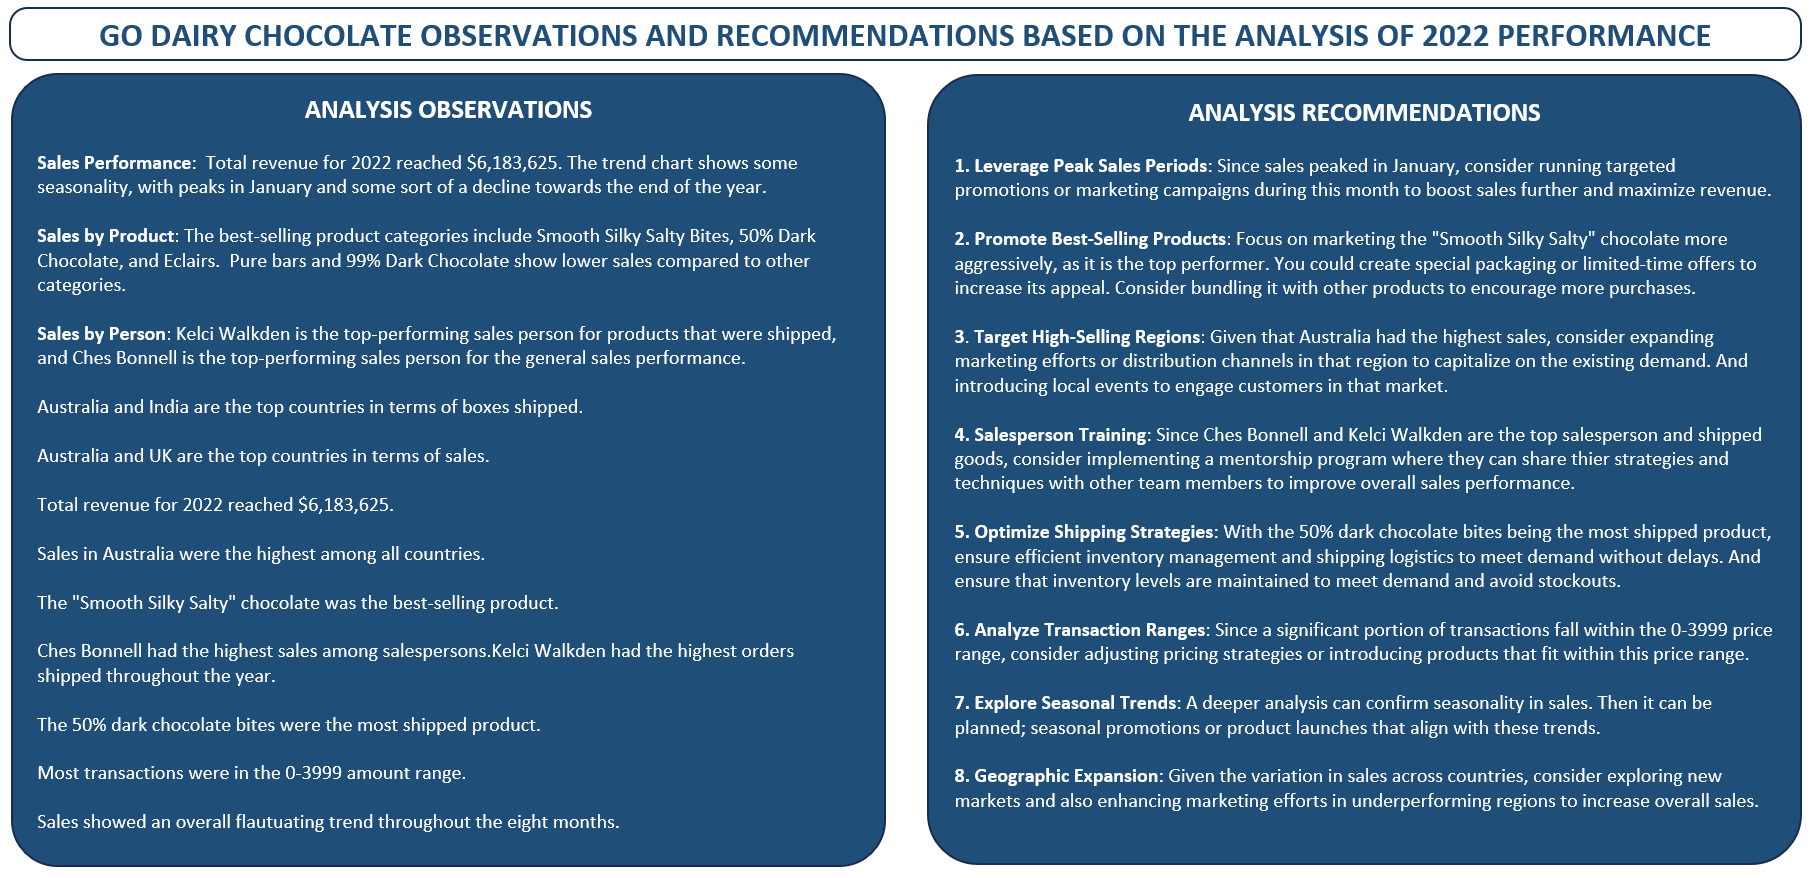 GO DAIRY CHOCOLATE OBSERVATIONS AND RECOMMENDATIONS BASED ON THE ANALYSIS OF 2022 PERFORMANCE
ANALYSIS OBSERVATIONS
Sales Performance:  Total revenue for 2022 reached $6,183,625. The trend chart shows some
seasonality, with peaks in January and some sort of a decline towards the end of the year.
Sales by Product: The best-selling product categories include Smooth Silky Salty Bites, 50% Dark
Chocolate, and Eclairs.  Pure bars and 99% Dark Chocolate show lower sales compared to other
categories.
Sales by Person: Kelci Walkden is the top-performing sales person for products that were shipped,
and Ches Bonnell is the top-performing sales person for the general sales performance.
Australia and India are the top countries in terms of boxes shipped.
Australia and UK are the top countries in terms of sales.
Total revenue for 2022 reached $6,183,625.
Sales in Australia were the highest among all countries.
The "Smooth Silky Salty" chocolate was the best-selling product.
Ches Bonnell had the highest sales among salespersons.Kelci Walkden had the highest orders
shipped throughout the year.
The 50% dark chocolate bites were the most shipped product.
Most transactions were in the 0-3999 amount range.
Sales showed an overall flautuating trend throughout the eight months.
ANALYSIS RECOMMENDATIONS
1. Leverage Peak Sales Periods: Since sales peaked in January, consider running targeted
promotions or marketing campaigns during this month to boost sales further and maximize revenue.
2. Promote Best-Selling Products: Focus on marketing the "Smooth Silky Salty" chocolate more
aggressively, as it is the top performer. You could create special packaging or limited-time offers to
increase its appeal. Consider bundling it with other products to encourage more purchases.
3. Target High-Selling Regions: Given that Australia had the highest sales, consider expanding
marketing efforts or distribution channels in that region to capitalize on the existing demand. And
introducing local events to engage customers in that market.
4. Salesperson Training: Since Ches Bonnell and Kelci Walkden are the top salesperson and shipped
goods, consider implementing a mentorship program where they can share thier strategies and
techniques with other team members to improve overall sales performance.
5. Optimize Shipping Strategies: With the 50% dark chocolate bites being the most shipped product,
ensure efficient inventory management and shipping logistics to meet demand without delays. And
ensure that inventory levels are maintained to meet demand and avoid stockouts.
6. Analyze Transaction Ranges: Since a significant portion of transactions fall within the 0-3999 price
range, consider adjusting pricing strategies or introducing products that fit within this price range.
7. Explore Seasonal Trends: A deeper analysis can confirm seasonality in sales. Then it can be
planned; seasonal promotions or product launches that align with these trends.
8. Geographic Expansion: Given the variation in sales across countries, consider exploring new
markets and also enhancing marketing efforts in underperforming regions to increase overall sales.